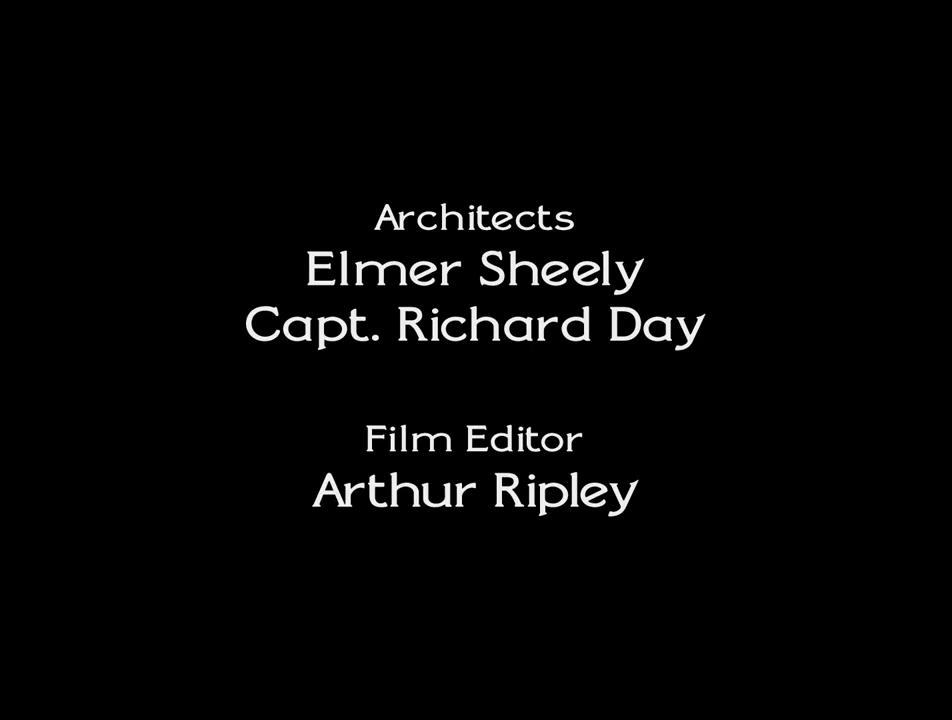 Architects
Elmer Sheely
Capt. Richard Day
Film Editor
Arthur Ripley